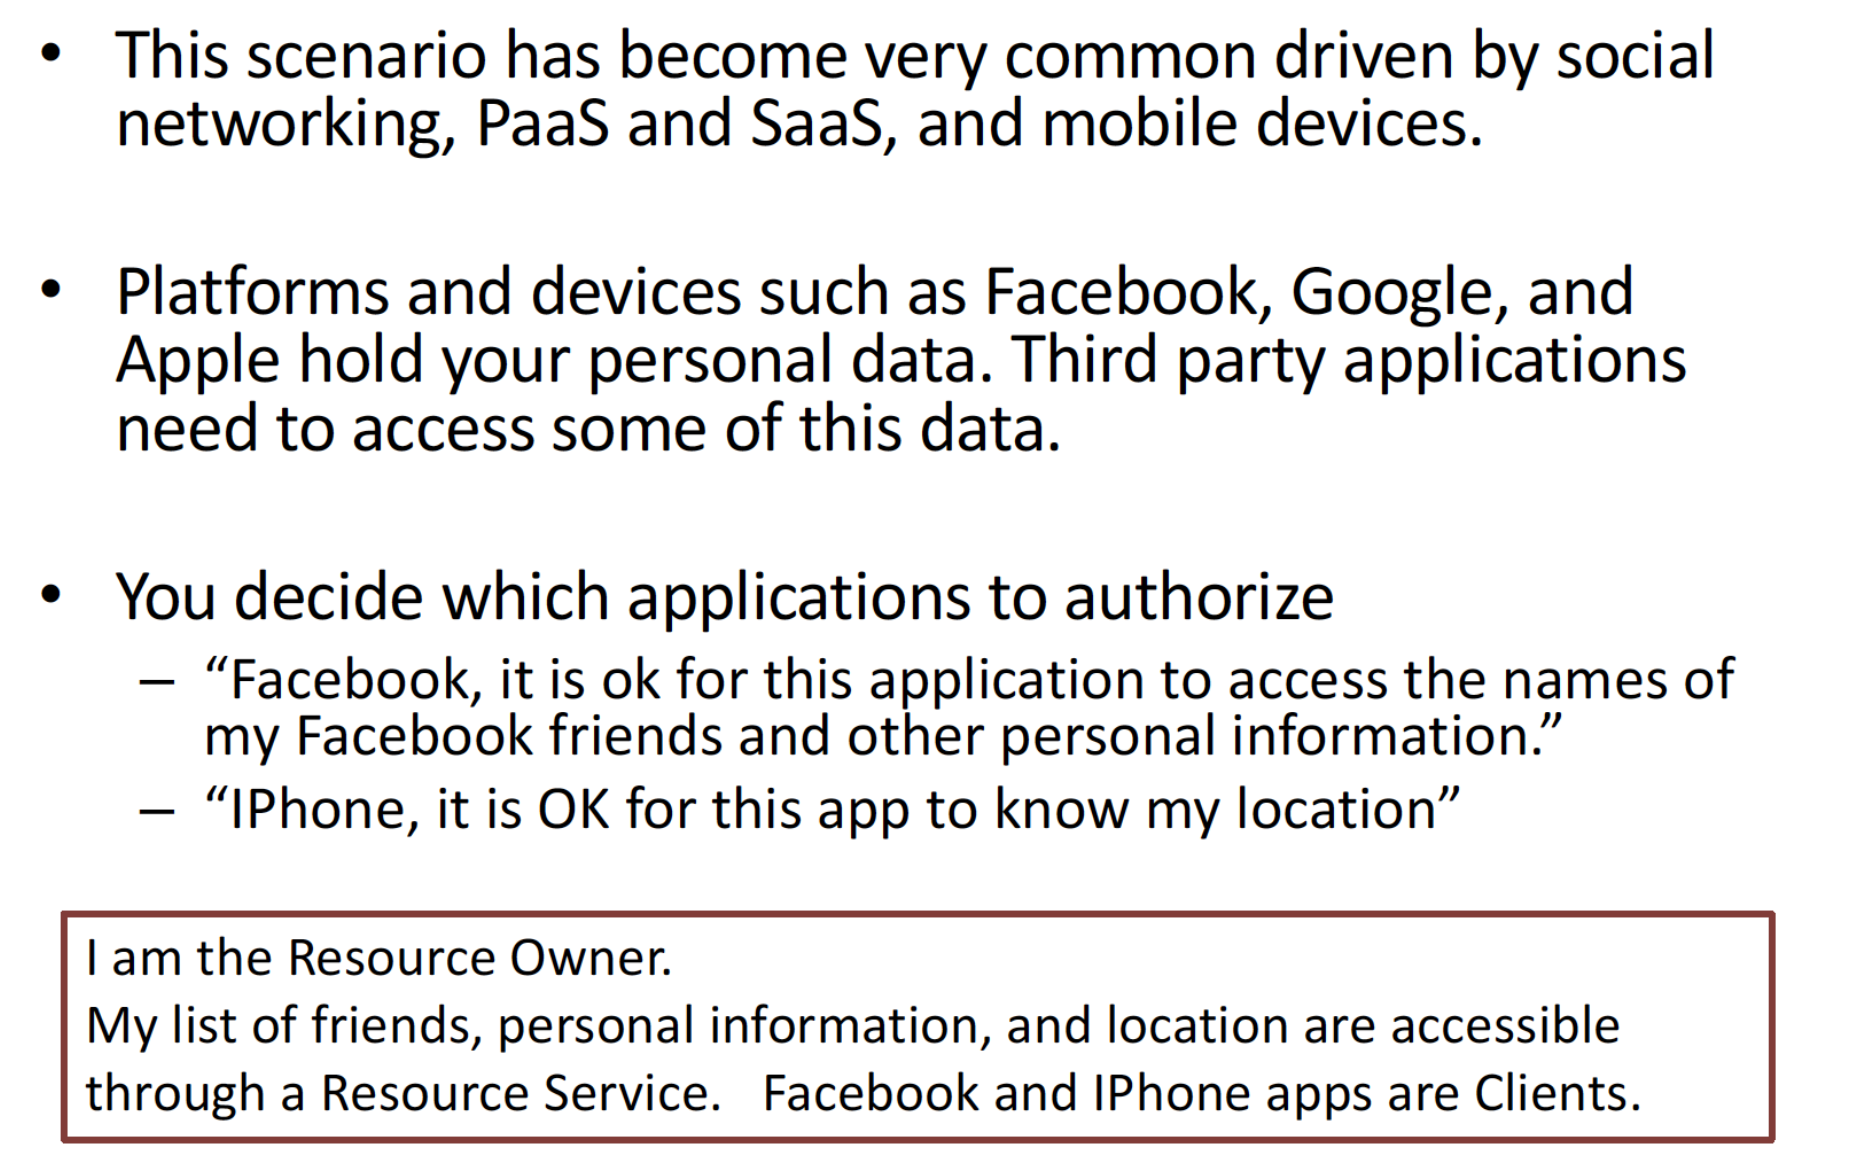 • This scenario has become very common driven by social
networking, PaaS and SaaS, and mobile devices.
• Platforms and devices such as Facebook, Google, and
Apple hold your personal data. Third party applications
need to access some of this data.
• You decide which applications to authorize
– “Facebook, it is ok for this application to access the names of
my Facebook friends and other personal information.”
– “IPhone, it is OK for this app to know my location”
I am the Resource Owner.
My list of friends, personal information, and location are accessible
through a Resource Service.   Facebook and IPhone apps are Clients.